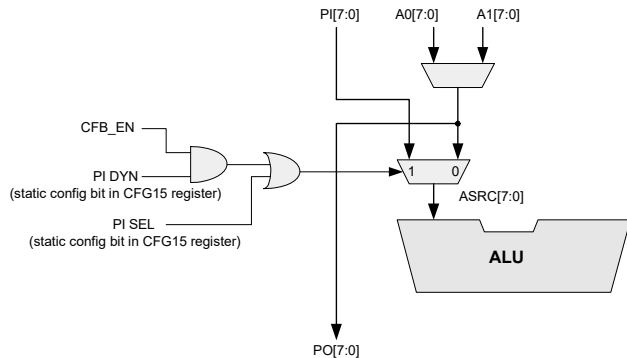 PI[7:0] A0[7:0] A1[7:0]
CFB_EN
PI DYN
(static config bit in CFG15 register)
1 0
PI SEL
(static config bit in CFG15 register)
ASRC[7:0]
ALU
PO[7:0]